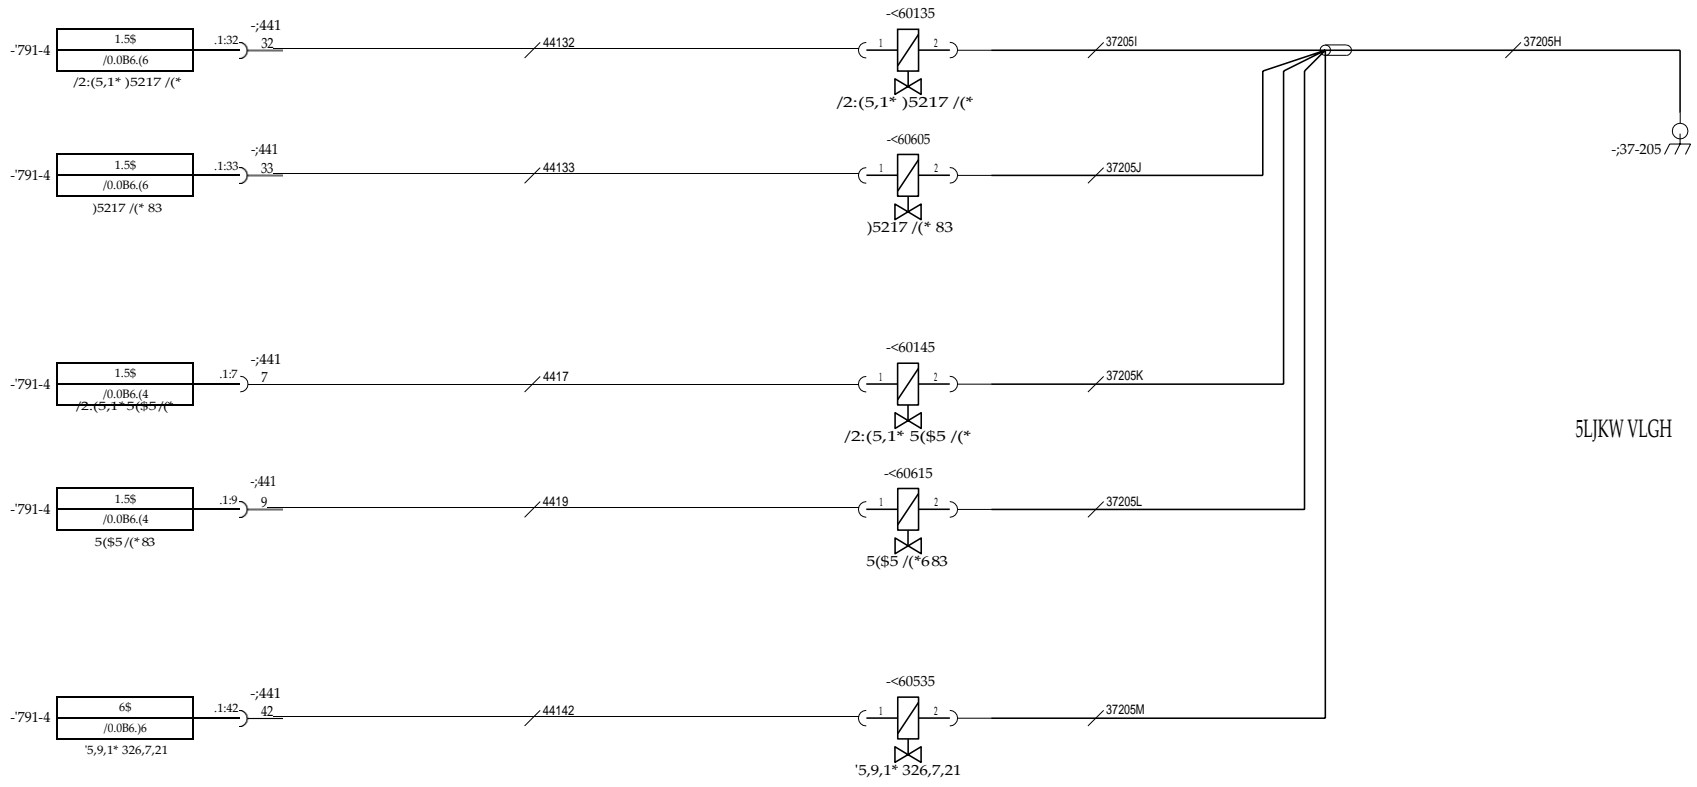 -<60135
-'791-4
1.5$
/0.0B6.(6
.1:32
-;441
32
44132
1
2
37205I
37205H
/2:(5,1* )5217 /(*
/2:(5,1* )5217 /(*
-;37-205
-<60605
-'791-4
1.5$
/0.0B6.(6
.1:33
-;441
33
44133
1
2
37205J
)5217 /(* 83
)5217 /(* 83
-<60145
-'791-4
1.5$
/0.0B6.(4
.1:7
-;441
7
4417
1
2
37205K
/2:(5,1* 5($5 /(*
/2:(5,1* 5($5 /(*
5LJKW VLGH
-<60615
-'791-4
1.5$
/0.0B6.(4
.1:9
-;441
9
4419
1
2
37205L
5($5 /(* 83
5($5 /(*6 83
-<60535
-'791-4
6$
/0.0B6.)6
.1:42
-;441
42
44142
1
2
37205M
'5,9,1* 326,7,21
'5,9,1* 326,7,21